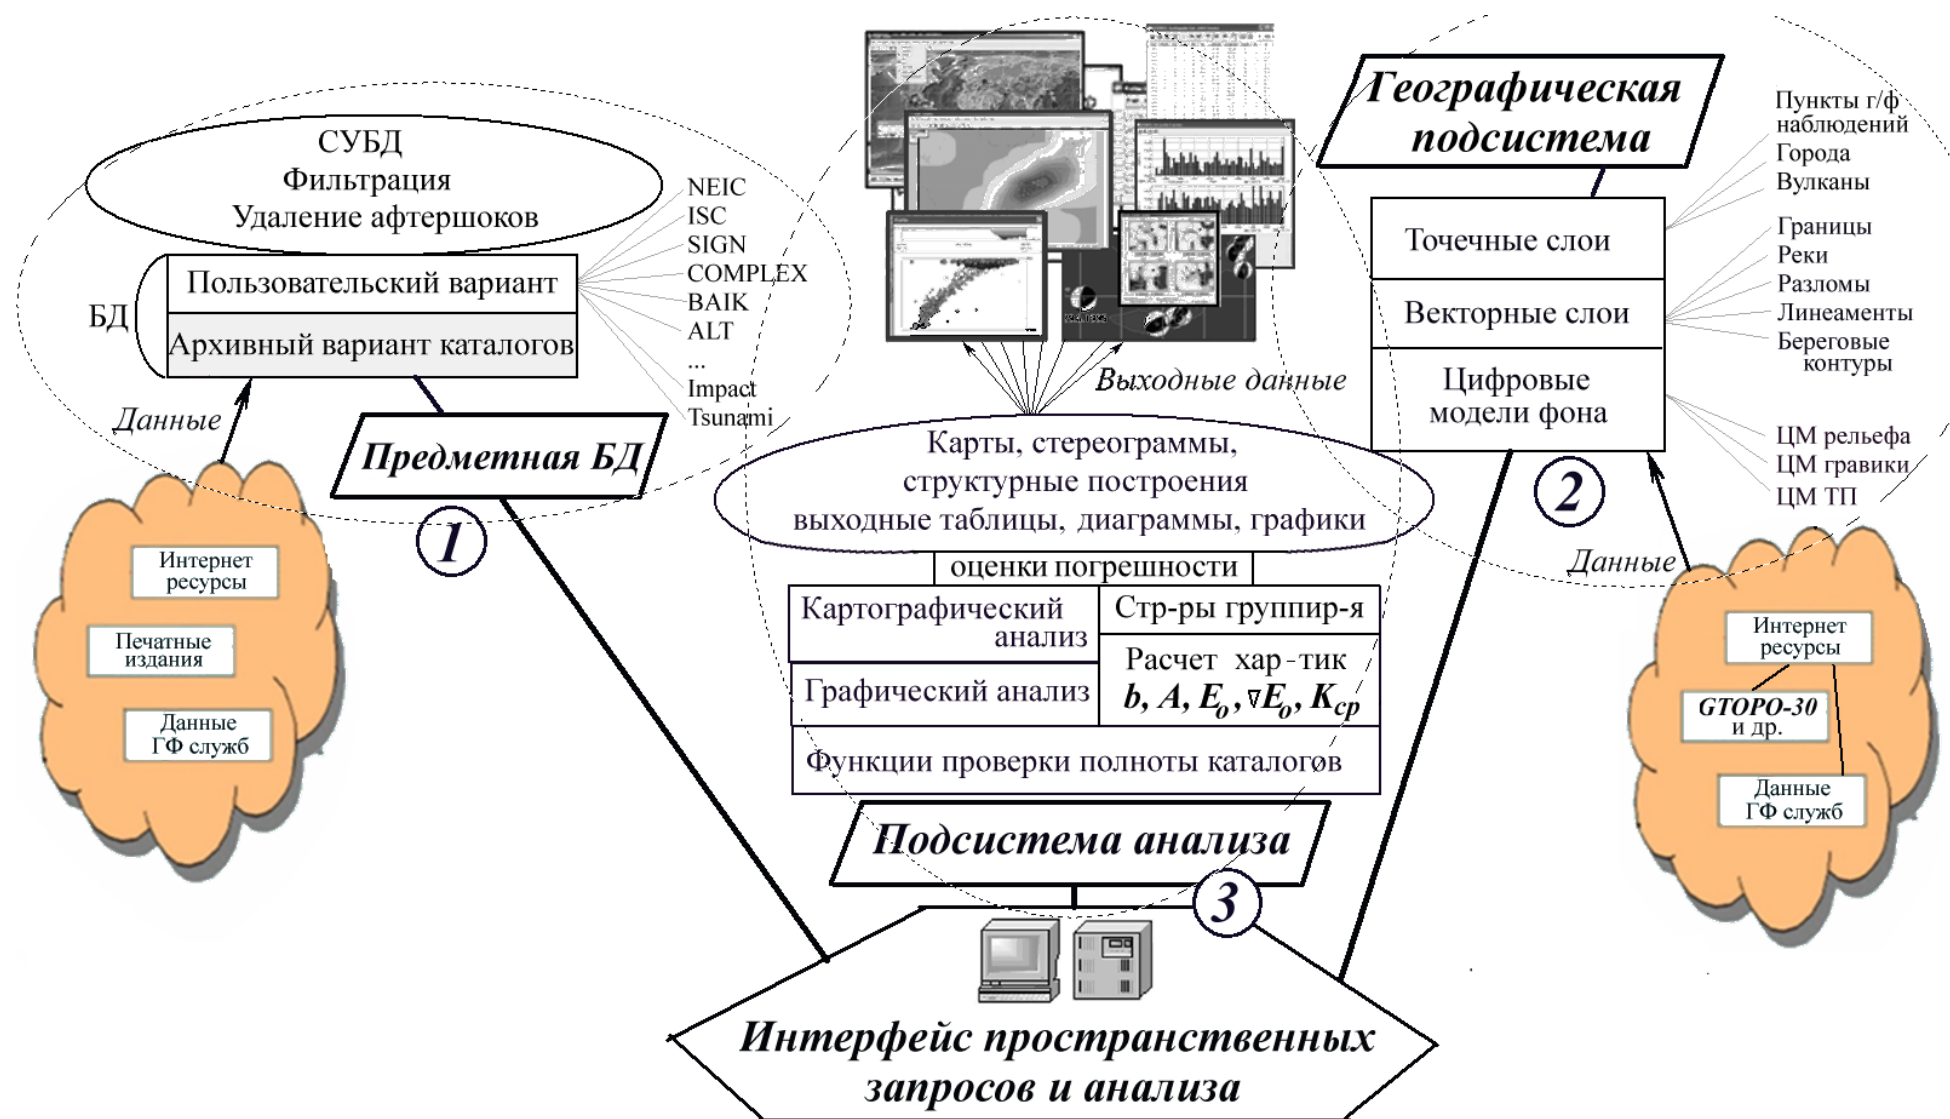 СУБД
Фильтрация
Удаление афтершоков
БД
Пользовательский вариант
Архивный вариант каталогов
NEIC
ISC
SIGN
COMPLEX
BAIK
ALT
...
Impact
Tsunami
Данные
Предметная БД
1
Интернет
ресурсы
Печатные
издания
Данные
ГФ служб
Выходные данные
Карты, стереограммы,
структурные построения
выходные таблицы, диаграммы, графики
оценки погрешности
Картографический
анализ
Стр-ры группир-я
Графический анализ
Расчет хар-тик
b, A, Eo, ∇Eo, Kср
Функции проверки полноты каталогов
Подсистема анализа
3
Интерфейс пространственных
запросов и анализа
Географическая
подсистема
Точечные слои
Векторные слои
Цифровые
модели фона
2
Пункты г/ф
наблюдений
Города
Вулканы
Границы
Реки
Разломы
Линеаменты
Береговые
контуры
ЦМ рельефа
ЦМ гравики
ЦМ ТП
Данные
Интернет
ресурсы
GTOPO-30
и др.
Данные
ГФ служб